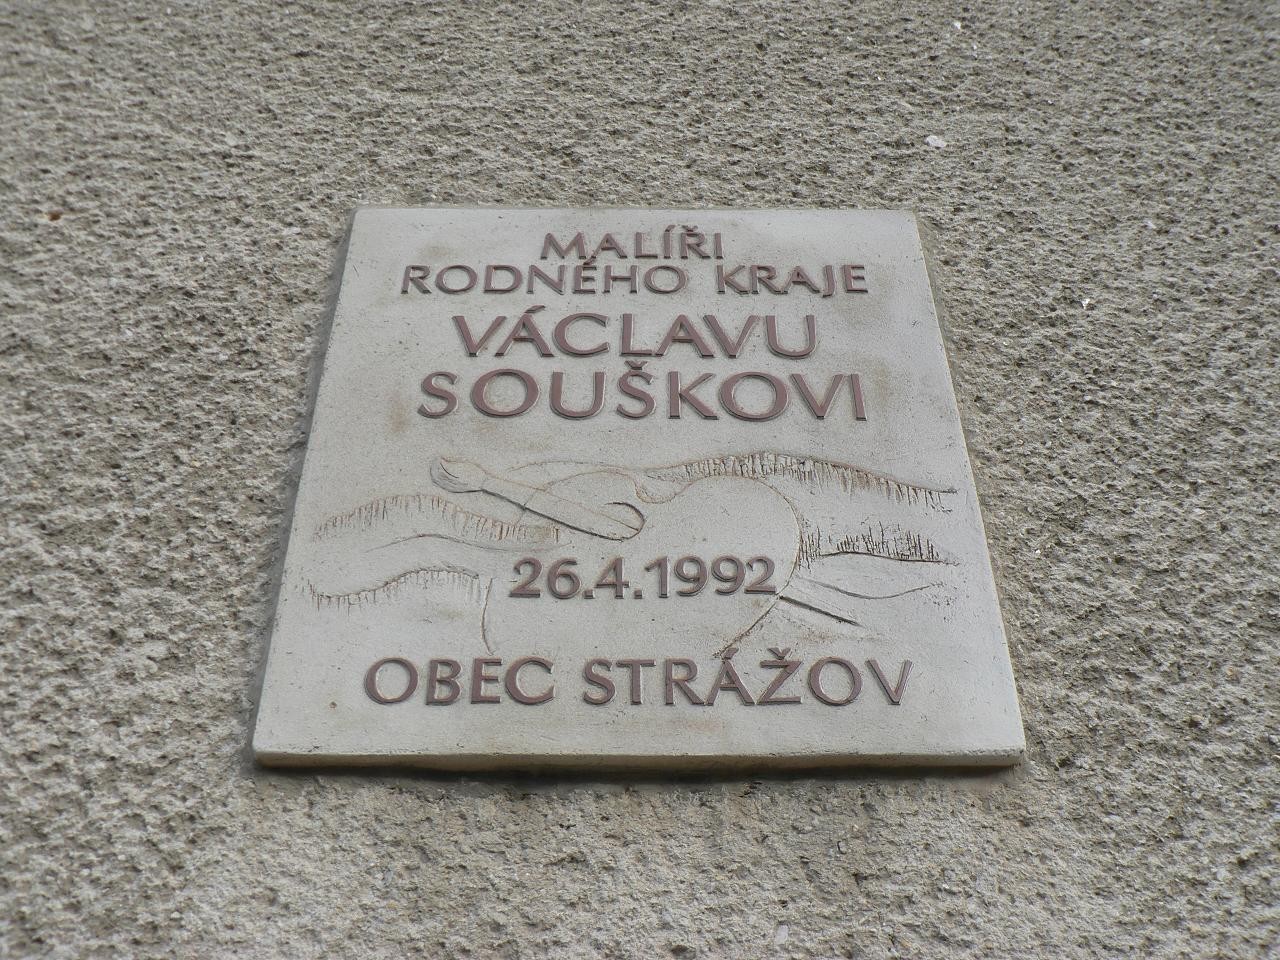 MALÍŘI
RODNÉHO KRAJE
VÁCLAVU
SOUŠKOVI
26.4.1992
OBEC STRÁŽOV